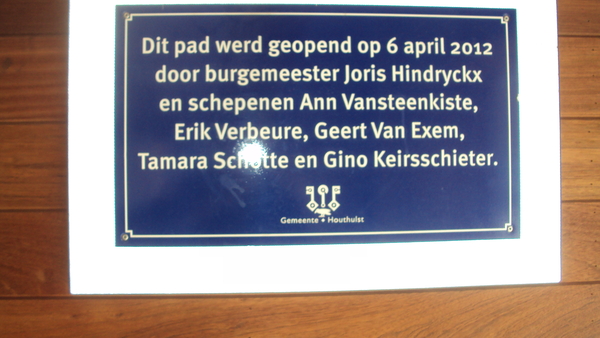 Dit pad werd geopend op 6 april 2012
door burgemeester Joris Hindryckx
en schepenen Ann Vansteenkiste,
Erik Verbeure, Geert Van Exem,
Tamara Schotte en Gino Keirsschieter.
Gemeente Houthulst